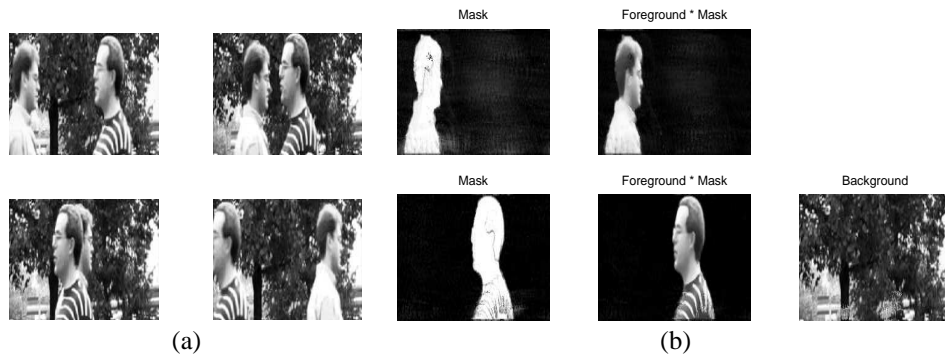 Mask
Foreground * Mask
Mask
Foreground * Mask
Background
(a)
(b)